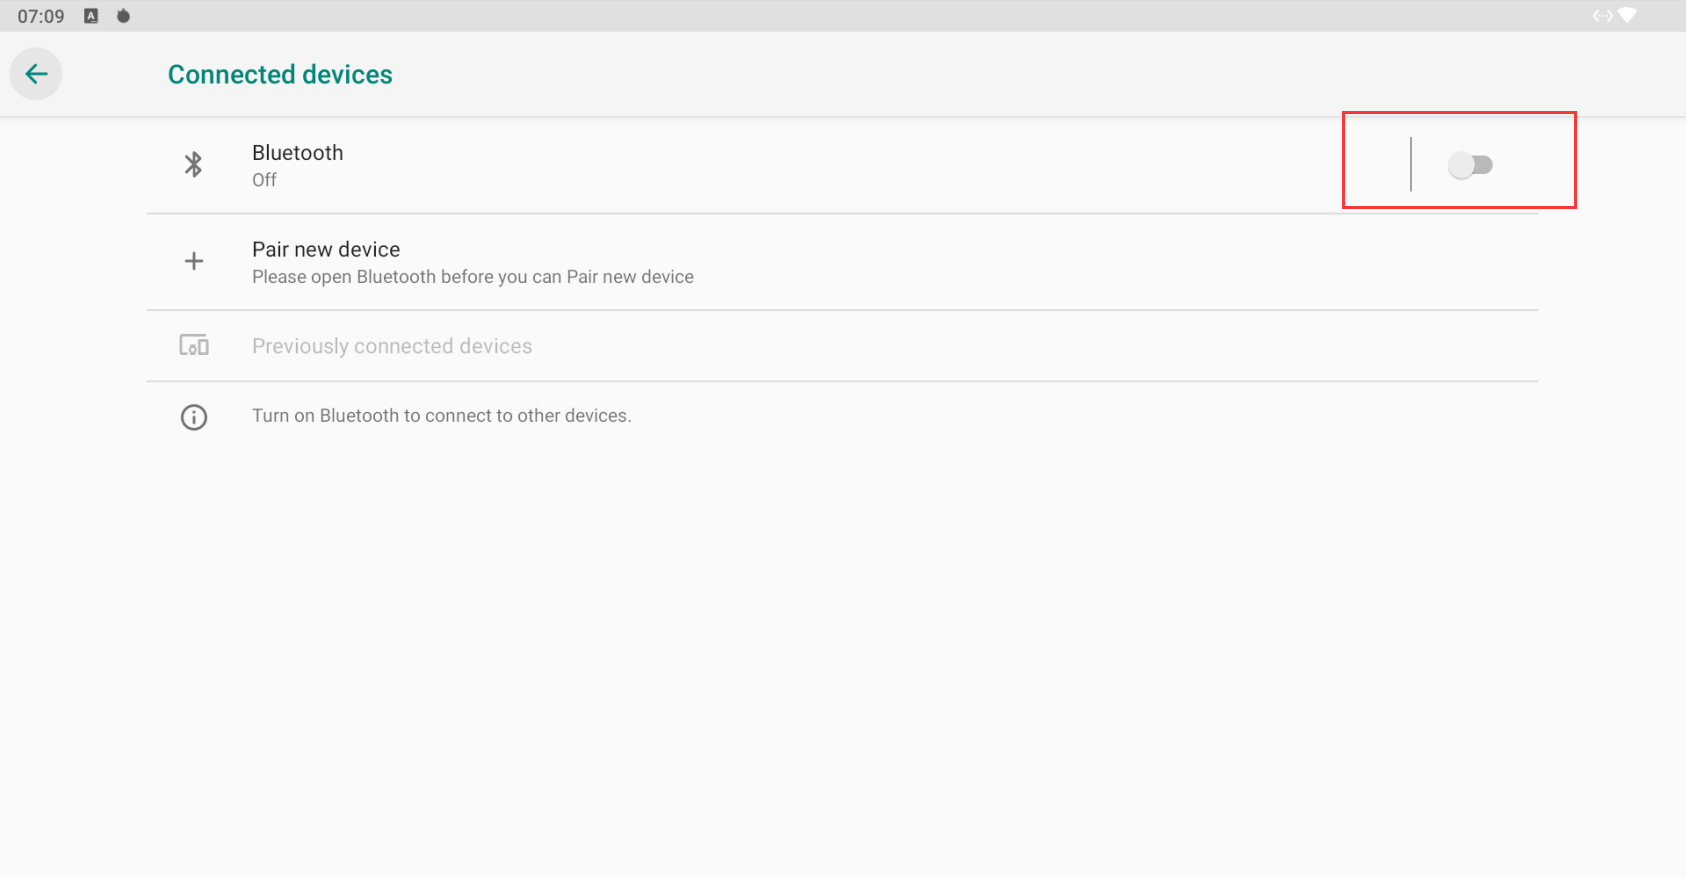 07:09
Connected devices
Bluetooth
Off
Pair new device
Please open Bluetooth before you can Pair new device
Previously connected devices
Turn on Bluetooth to connect to other devices.